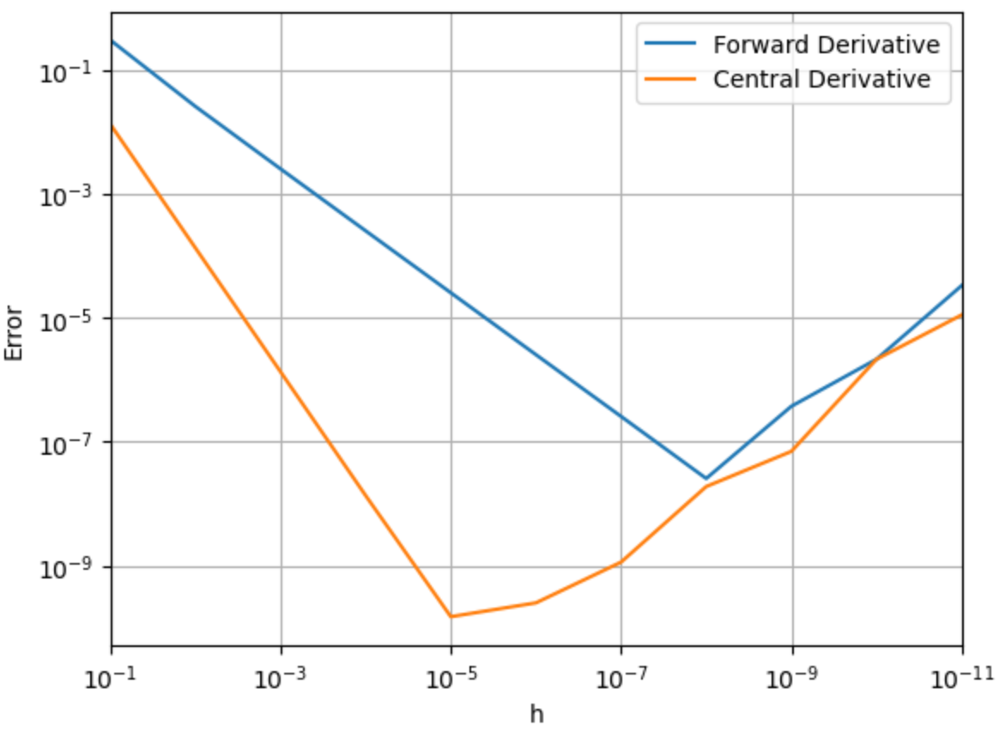 Forward Derivative
Central Derivative
10⁻¹
10⁻³
10⁻⁵
10⁻⁷
10⁻⁹
Error
10⁻¹ 10⁻³ 10⁻⁵ 10⁻⁷ 10⁻⁹ 10⁻¹¹
h